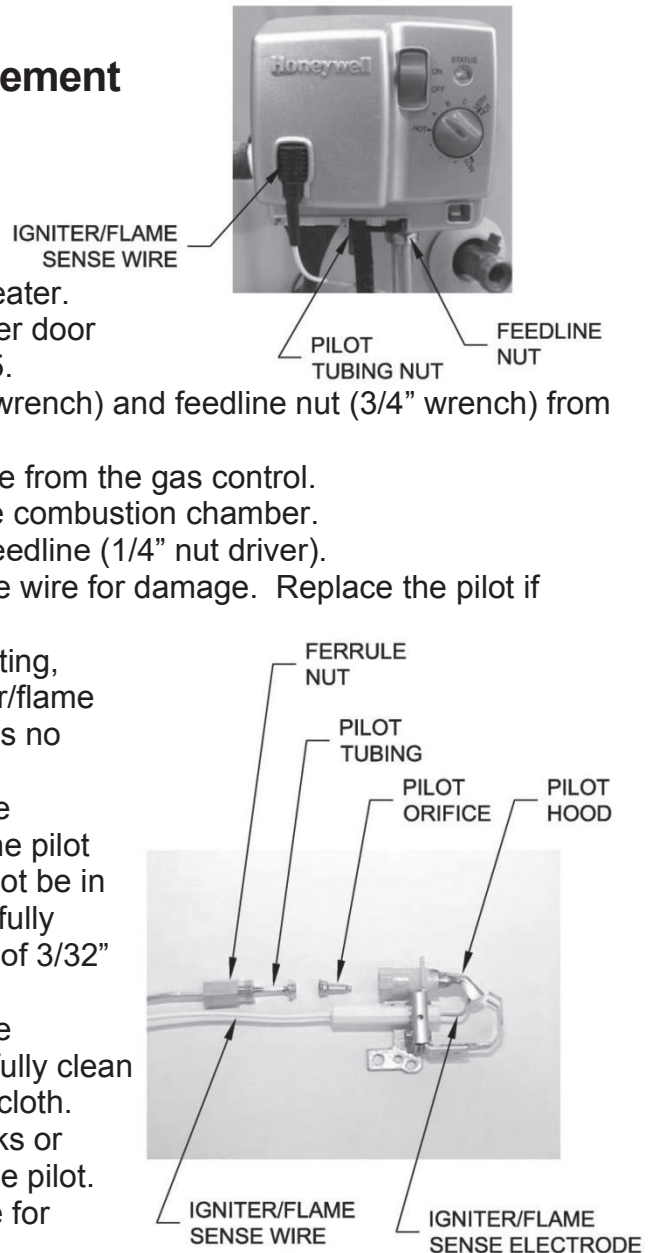 ement
Honeywell
STATUS
ON
OFF
HOT
A
B
C
VERY
HOT
IGNITER/FLAME
SENSE WIRE
PILOT
TUBING NUT
FEEDLINE
NUT
eater.
er door
5.
wrench) and feedline nut (3/4” wrench) from
e from the gas control.
e combustion chamber.
eedline (1/4” nut driver).
e wire for damage.  Replace the pilot if
ting,
r/flame
s no
e
ne pilot
ot be in
fully
of 3/32”
e
fully clean
cloth.
ks or
e pilot.
e for
FERRULE
NUT
PILOT
TUBING
PILOT
ORIFICE
PILOT
HOOD
IGNITER/FLAME
SENSE WIRE
IGNITER/FLAME
SENSE ELECTRODE